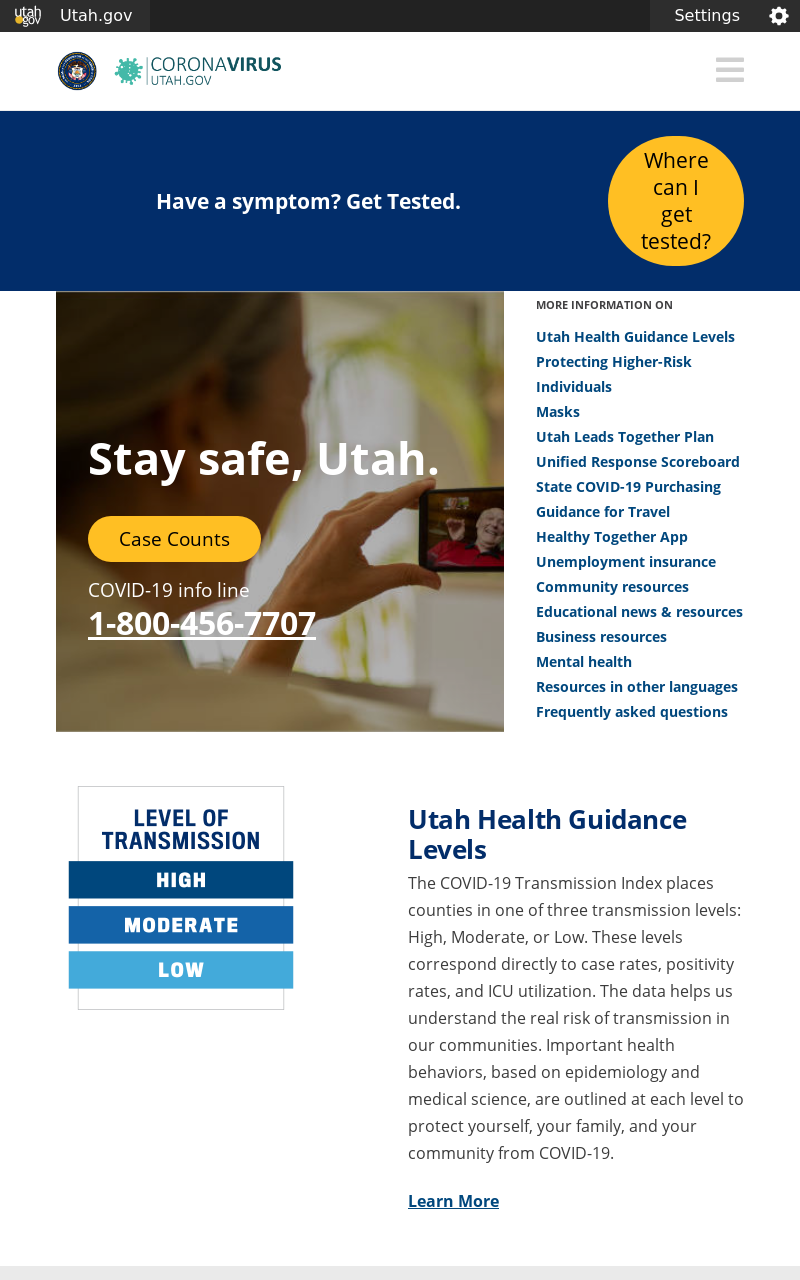 utah
gov
Utah.gov
Settings
CORONAVIRUS
UTAH.GOV
Have a symptom? Get Tested.
Where
can I
get
tested?
Stay safe, Utah.
Case Counts
COVID-19 info line
1-800-456-7707
MORE INFORMATION ON
Utah Health Guidance Levels
Protecting Higher-Risk
Individuals
Masks
Utah Leads Together Plan
Unified Response Scoreboard
State COVID-19 Purchasing
Guidance for Travel
Healthy Together App
Unemployment insurance
Community resources
Educational news & resources
Business resources
Mental health
Resources in other languages
Frequently asked questions
LEVEL OF
TRANSMISSION
HIGH
MODERATE
LOW
Utah Health Guidance
Levels
The COVID-19 Transmission Index places
counties in one of three transmission levels:
High, Moderate, or Low. These levels
correspond directly to case rates, positivity
rates, and ICU utilization. The data helps us
understand the real risk of transmission in
our communities. Important health
behaviors, based on epidemiology and
medical science, are outlined at each level to
protect yourself, your family, and your
community from COVID-19.
Learn More